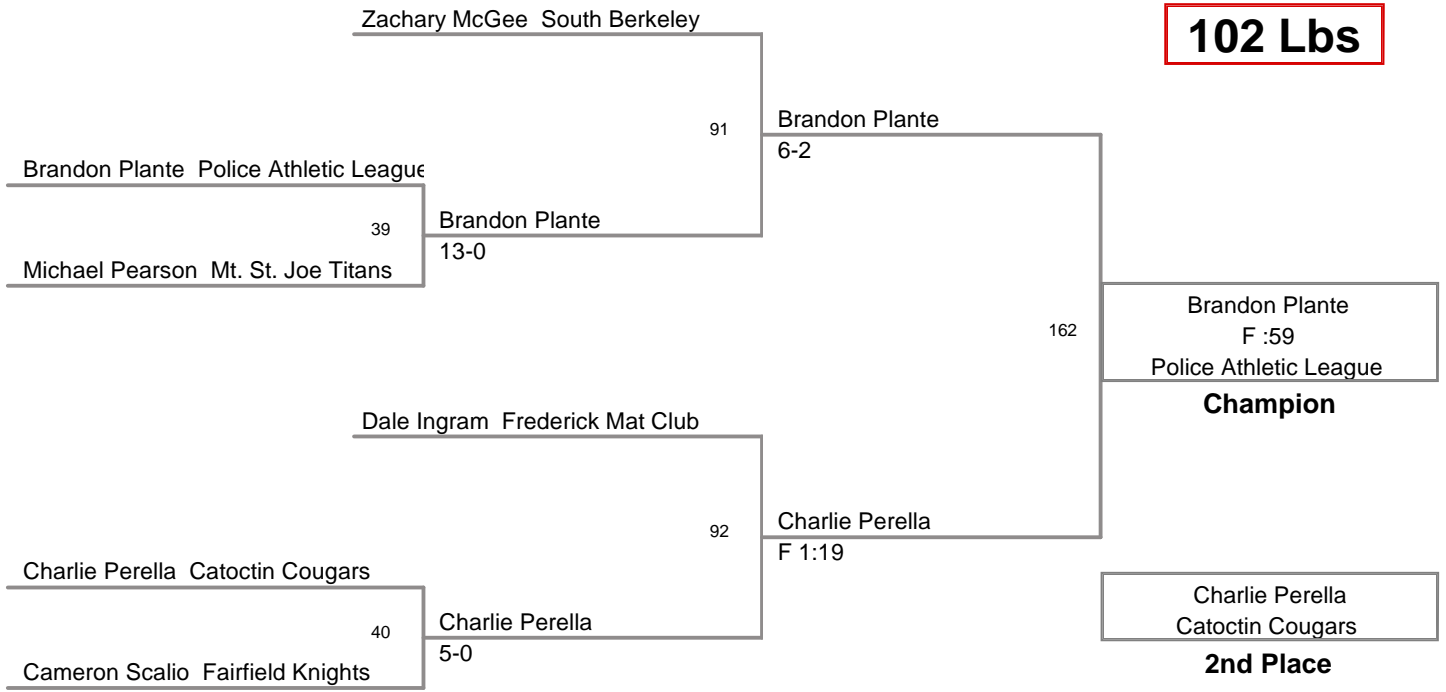 Zachary McGee  South Berkeley
102 Lbs
91
Brandon Plante
6-2
Brandon Plante  Police Athletic League
39
Brandon Plante
13-0
Michael Pearson  Mt. St. Joe Titans
162
Brandon Plante
F :59
Police Athletic League
Champion
Dale Ingram  Frederick Mat Club
92
Charlie Perella
F 1:19
Charlie Perella  Catoctin Cougars
40
Charlie Perella
5-0
Cameron Scalio  Fairfield Knights
Charlie Perella
Catoctin Cougars
2nd Place